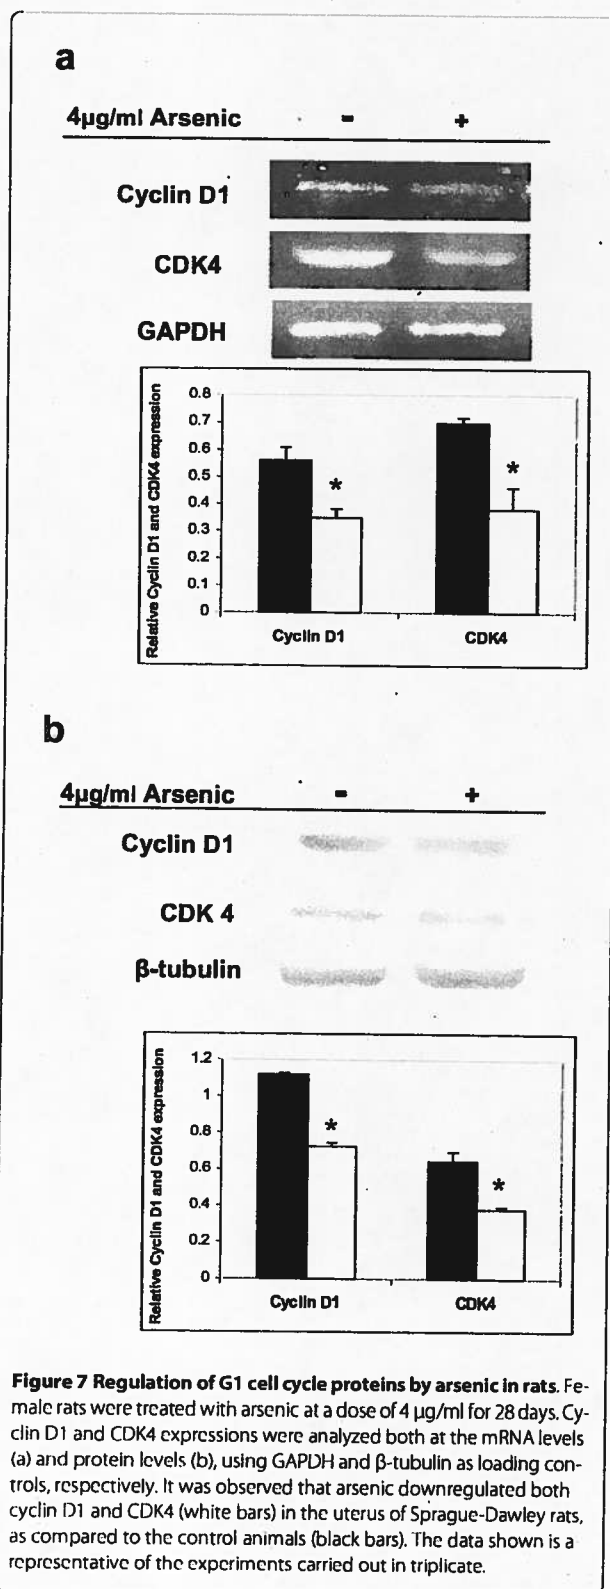 a
4µg/ml Arsenic - +
Cyclin D1
CDK4
GAPDH
Relative Cyclin D1 and CDK4 expression
0.8
0.7
0.6
0.5
0.4
0.3
0.2
0.1
0
*
*
Cyclin D1 CDK4
b
4µg/ml Arsenic - +
Cyclin D1
CDK 4
β-tubulin
Relative Cyclin D1 and CDK4 expression
1.2
1
0.8
0.6
0.4
0.2
0
*
*
Cyclin D1 CDK4
Figure 7 Regulation of G1 cell cycle proteins by arsenic in rats. Fe-
male rats were treated with arsenic at a dose of 4 µg/ml for 28 days. Cy-
clin D1 and CDK4 expressions were analyzed both at the mRNA levels
(a) and protein levels (b), using GAPDH and β-tubulin as loading con-
trols, respectively. It was observed that arsenic downregulated both
cyclin D1 and CDK4 (white bars) in the uterus of Sprague-Dawley rats,
as compared to the control animals (black bars). The data shown is a
representative of the experiments carried out in triplicate.